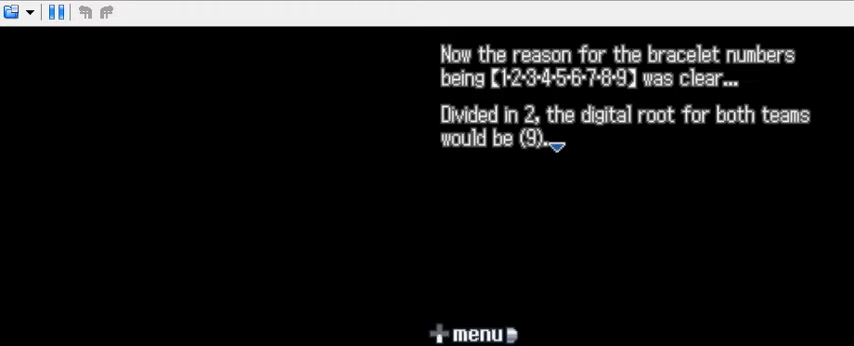 Now the reason for the bracelet numbers
being【1·2·3·4·5·6·7·8·9】was clear...
Divided in 2, the digital root for both teams
would be (9).
menu